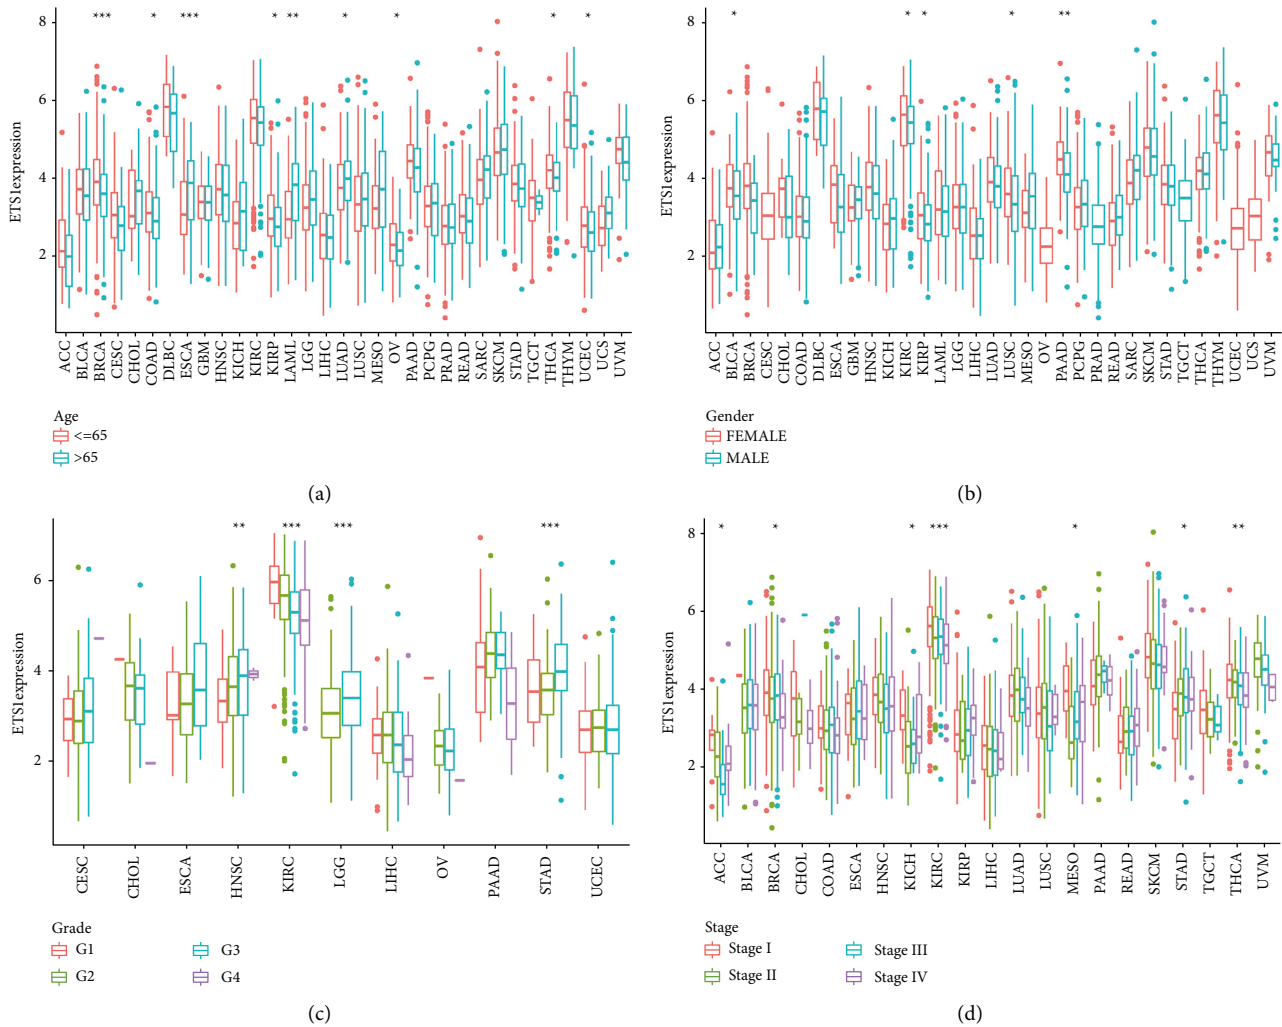 *** * *** * ** * * * *
8
6
4
2
ETS1expression
ACC BLCA BRCA CESC CHOL COAD DLBC ESCA GBM HNSC KICH KIRC KIRP LAML LGG LIHC LUAD LUSC MESO OV PAAD PCPG PRAD READ SARC SKCM STAD TGCT THCA THYM UCEC UCS UVM
Age
<=65
>65
(a)
* * * * **
8
6
4
2
ETS1expression
ACC BLCA BRCA CESC CHOL COAD DLBC ESCA GBM HNSC KICH KIRC KIRP LAML LGG LIHC LUAD LUSC MESO OV PAAD PCPG PRAD READ SARC SKCM STAD TGCT THCA THYM UCEC UCS UVM
Gender
FEMALE
MALE
(b)
** *** *** ***
6
4
2
ETS1expression
CESC CHOL ESCA HNSC KIRC LGG LIHC OV PAAD STAD UCEC
Grade
G1 G3
G2 G4
(c)
* * * *** * * **
8
6
4
2
ETS1expression
ACC BLCA BRCA CHOL COAD ESCA HNSC KICH KIRC KIRP LIHC LUAD LUSC MESO PAAD READ SKCM STAD TGCT THCA UVM
Stage
Stage I Stage III
Stage II Stage IV
(d)